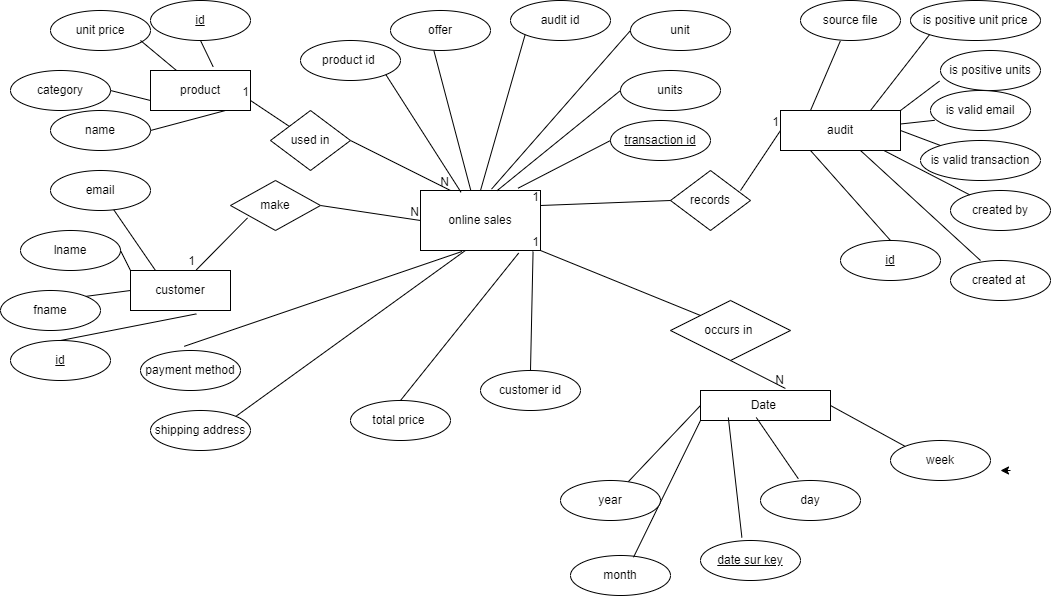 id
unit price
offer
audit id
unit
source file
is positive unit price
product id
category
product
1
units
is positive units
is valid email
name
used in
transaction id
1
audit
is valid transaction
email
make
N
N
1
online sales
records
created by
lname
1
1
customer
id
created at
fname
id
payment method
occurs in
customer id
N
Date
shipping address
total price
week
year
day
date sur key
month